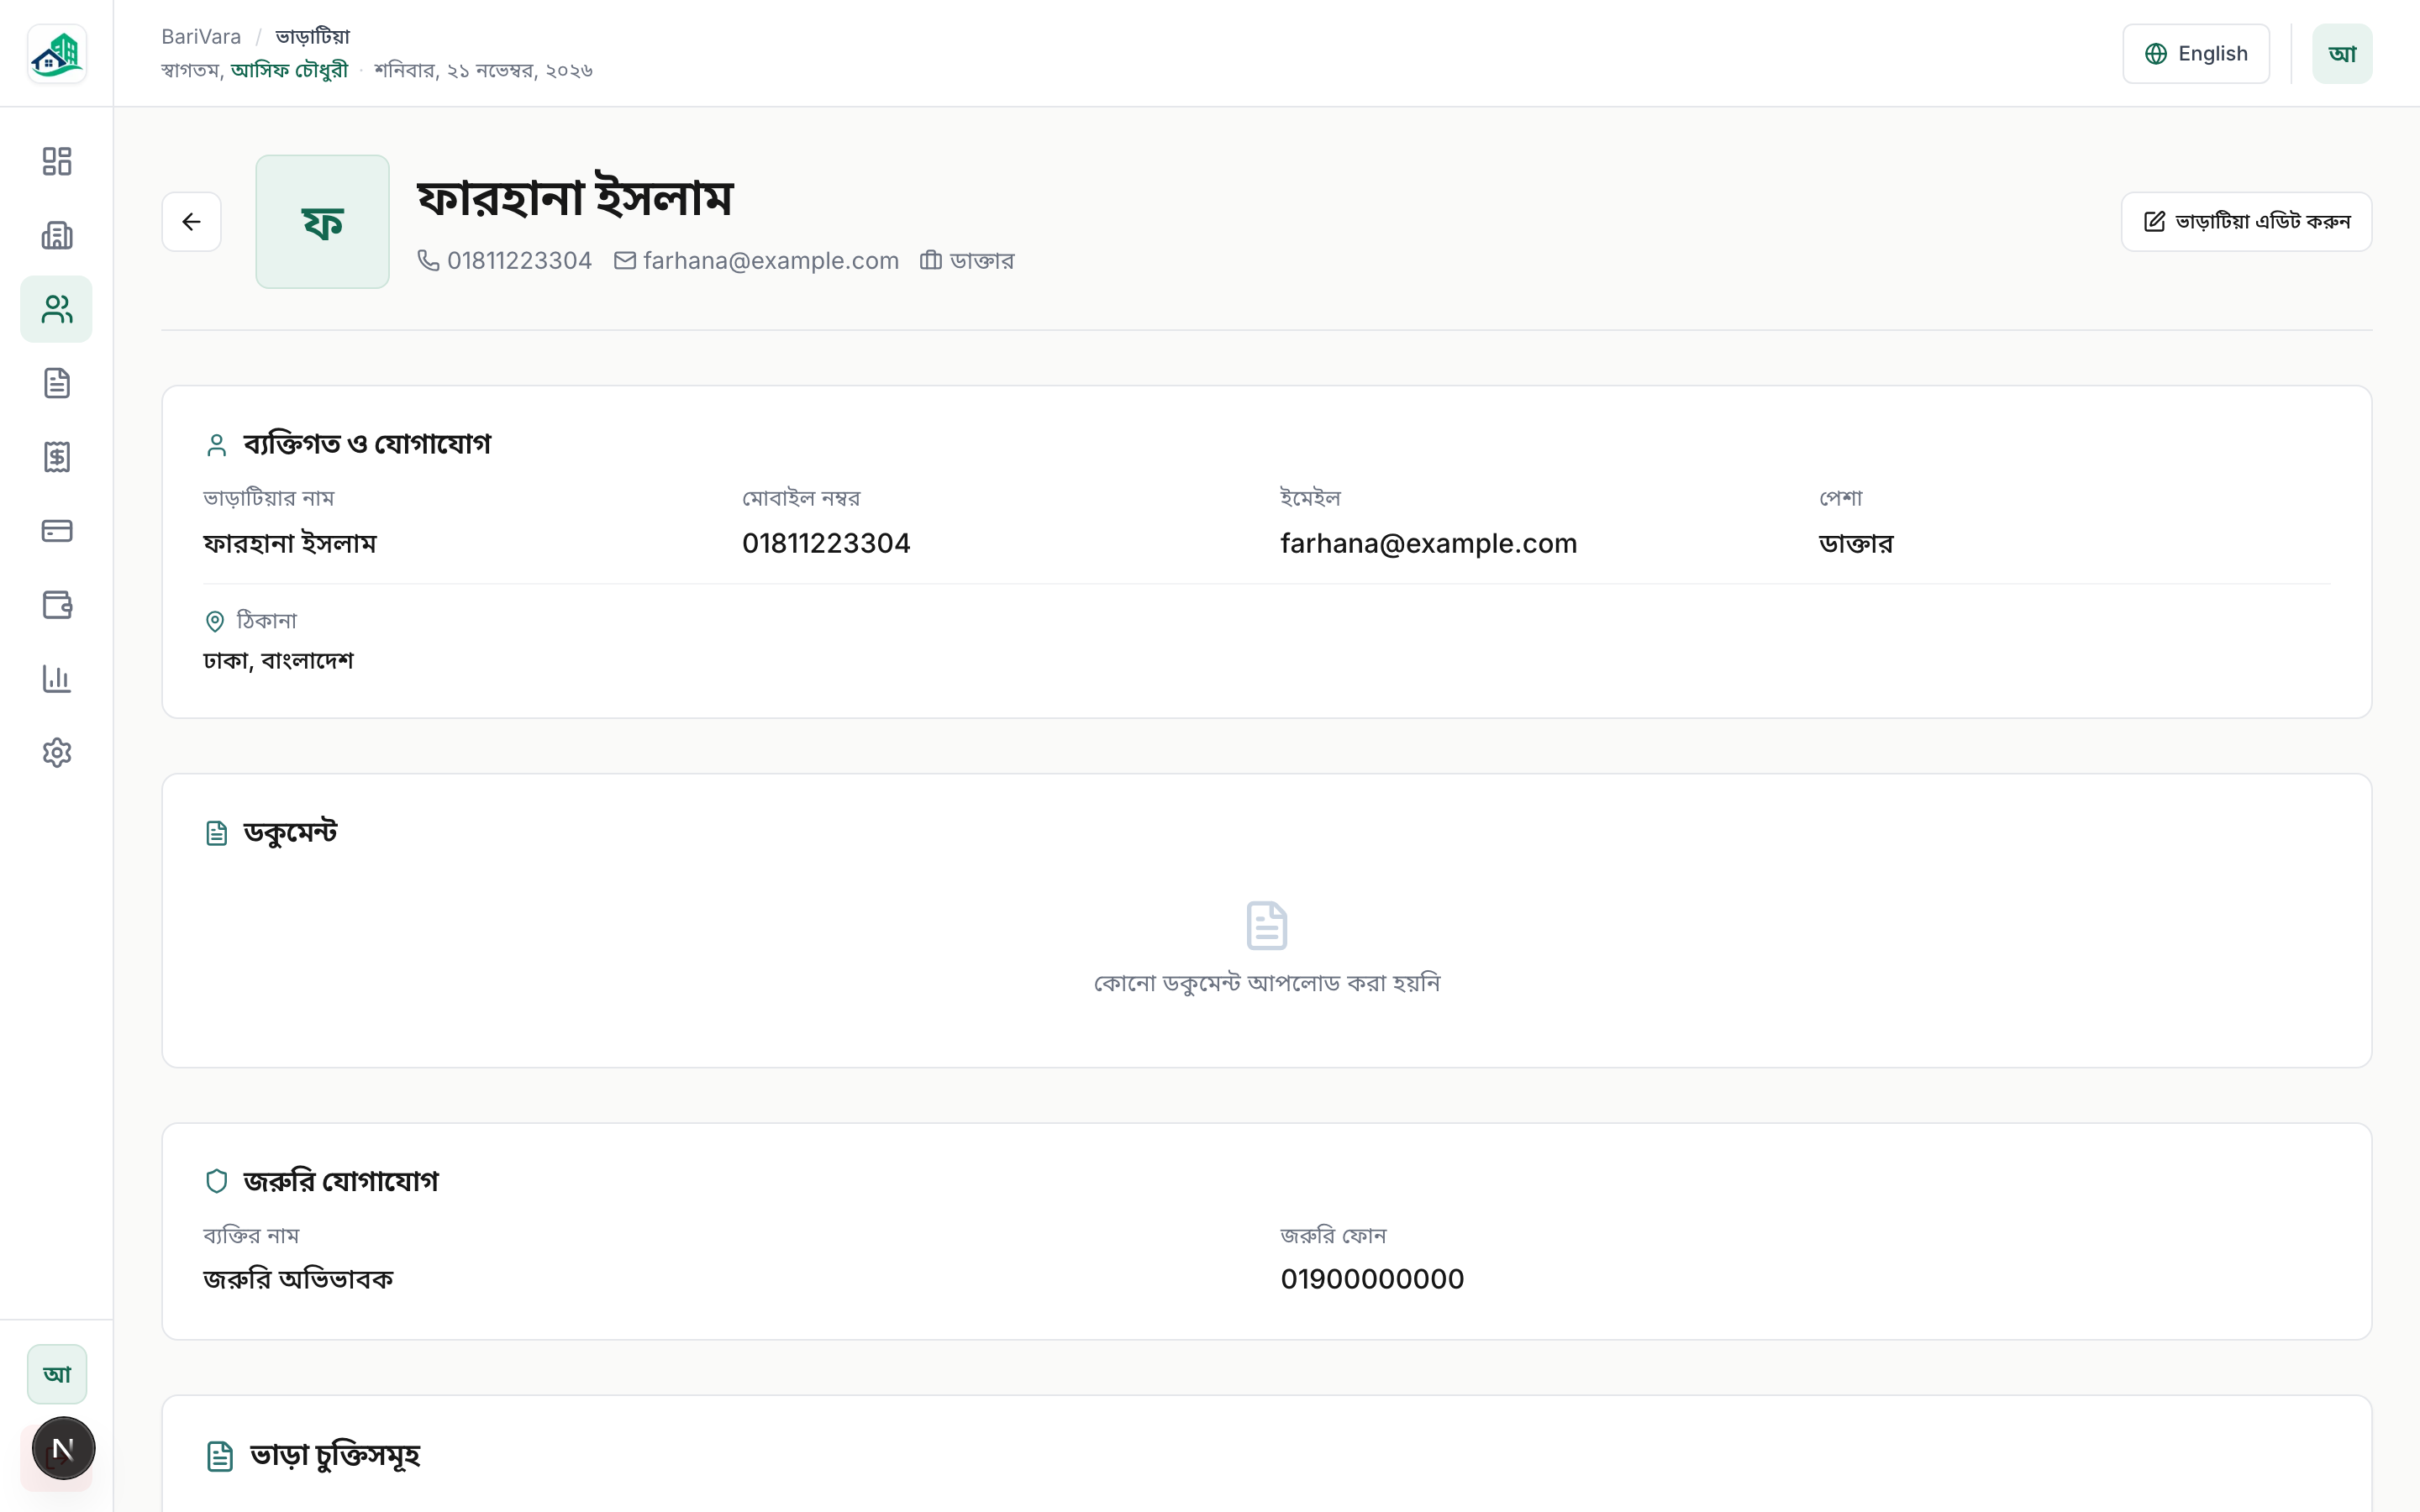 BariVara / ভাড়াটিয়া
স্বাগতম, আসিফ চৌধুরী · শনিবার, ২১ নভেম্বর, ২০২৬
English
আ
ফ
ফারহানা ইসলাম
01811223304 farhana@example.com ডাক্তার
ভাড়াটিয়া এডিট করুন
ব্যক্তিগত ও যোগাযোগ
ভাড়াটিয়ার নাম মোবাইল নম্বর ইমেইল পেশা
ফারহানা ইসলাম 01811223304 farhana@example.com ডাক্তার
ঠিকানা
ঢাকা, বাংলাদেশ
ডকুমেন্ট
কোনো ডকুমেন্ট আপলোড করা হয়নি
জরুরি যোগাযোগ
ব্যক্তির নাম জরুরি ফোন
জরুরি অভিভাবক 01900000000
ভাড়া চুক্তিসমূহ
আ
N